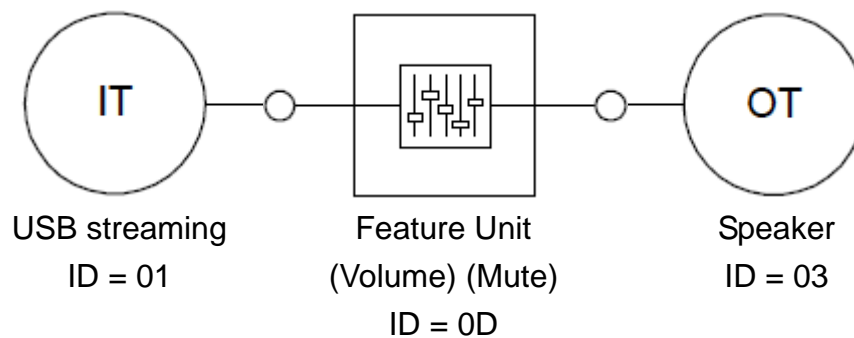 IT
OT
USB streaming
Feature Unit
Speaker
ID = 01
(Volume) (Mute)
ID = 03
ID = 0D